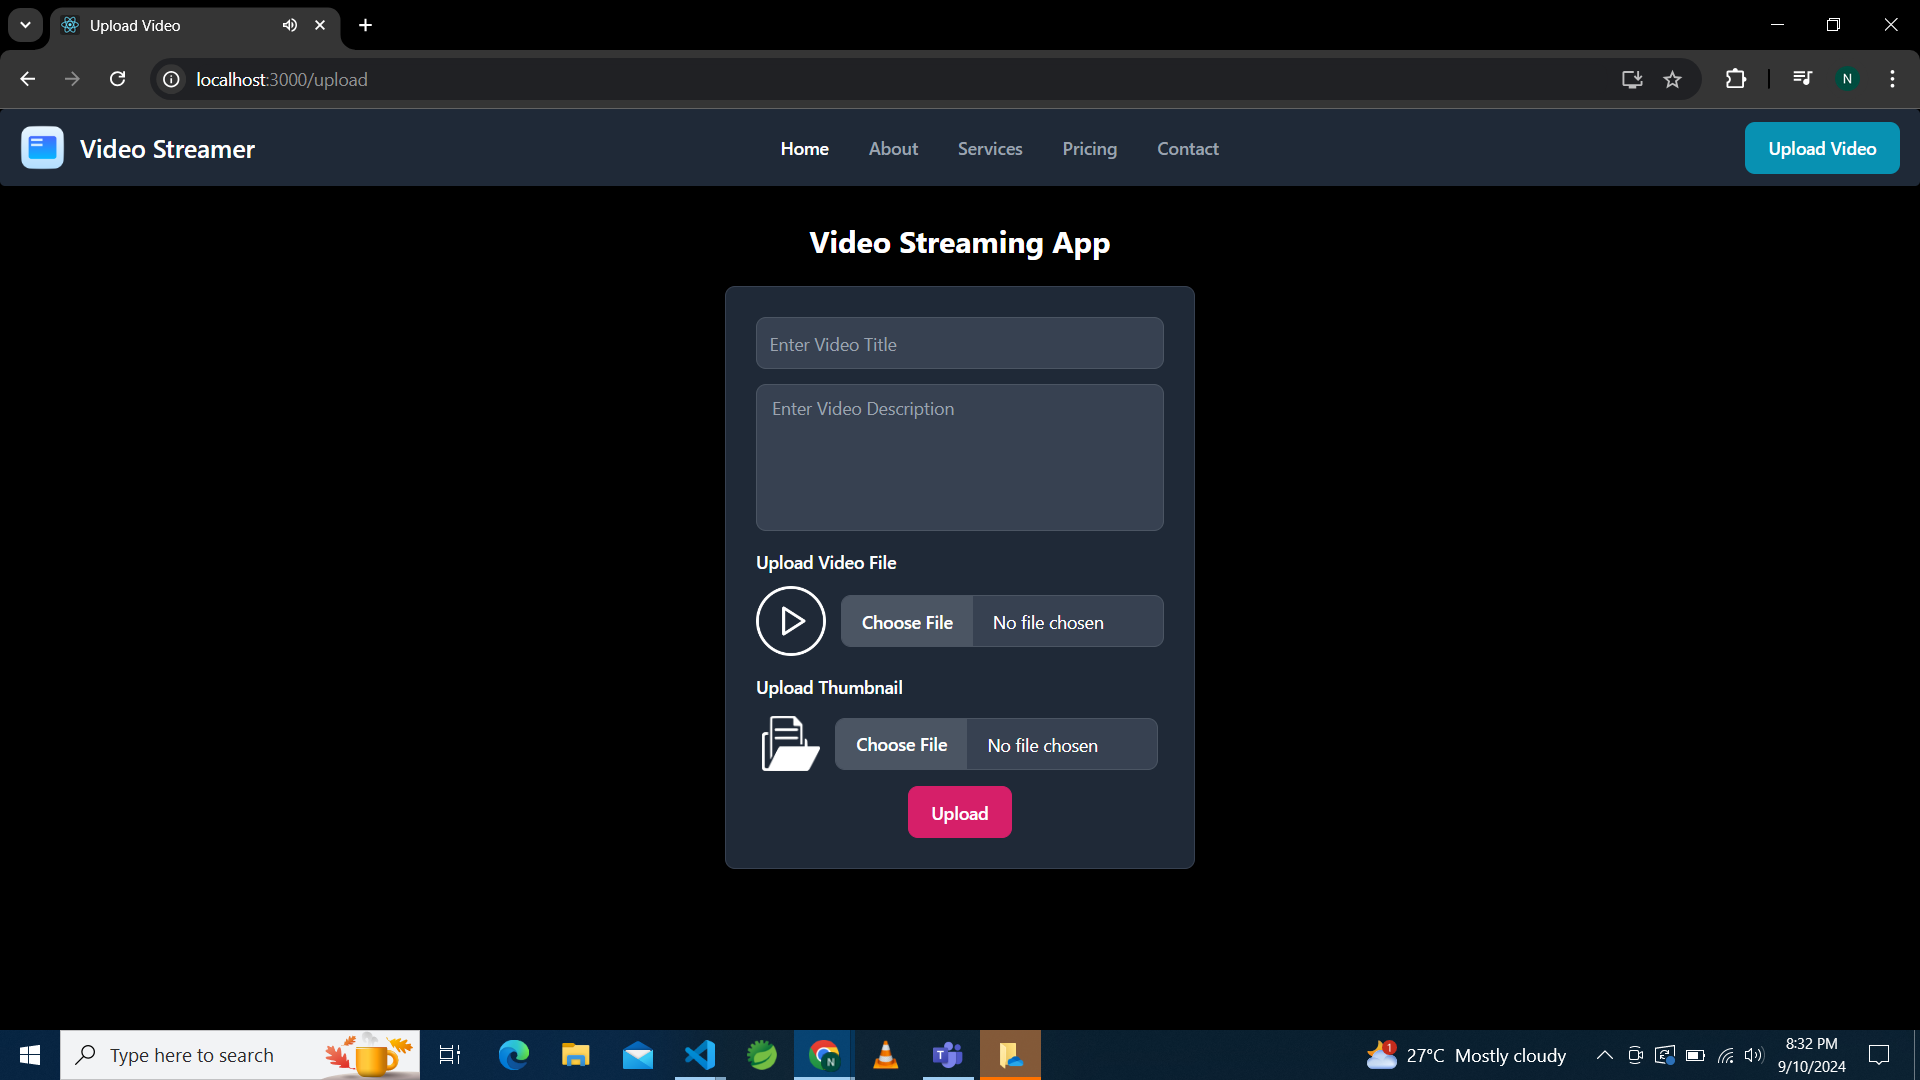 Upload Video
localhost:3000/upload
N
Video Streamer
Home
About
Services
Pricing
Contact
Upload Video
Video Streaming App
Enter Video Title
Enter Video Description
Upload Video File
Choose File
No file chosen
Upload Thumbnail
Choose File
No file chosen
Upload
Type here to search
N
T
1
27°C Mostly cloudy
8:32 PM
9/10/2024